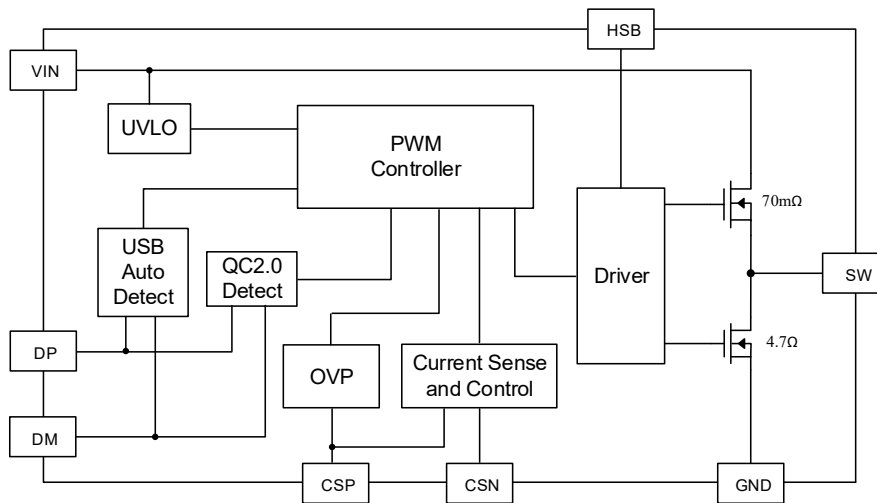 HSB
VIN
UVLO
PWM
Controller
70mΩ
USB
Auto
Detect
QC2.0
Detect
Driver
SW
DP
OVP
Current Sense
and Control
4.7Ω
DM
CSP
CSN
GND